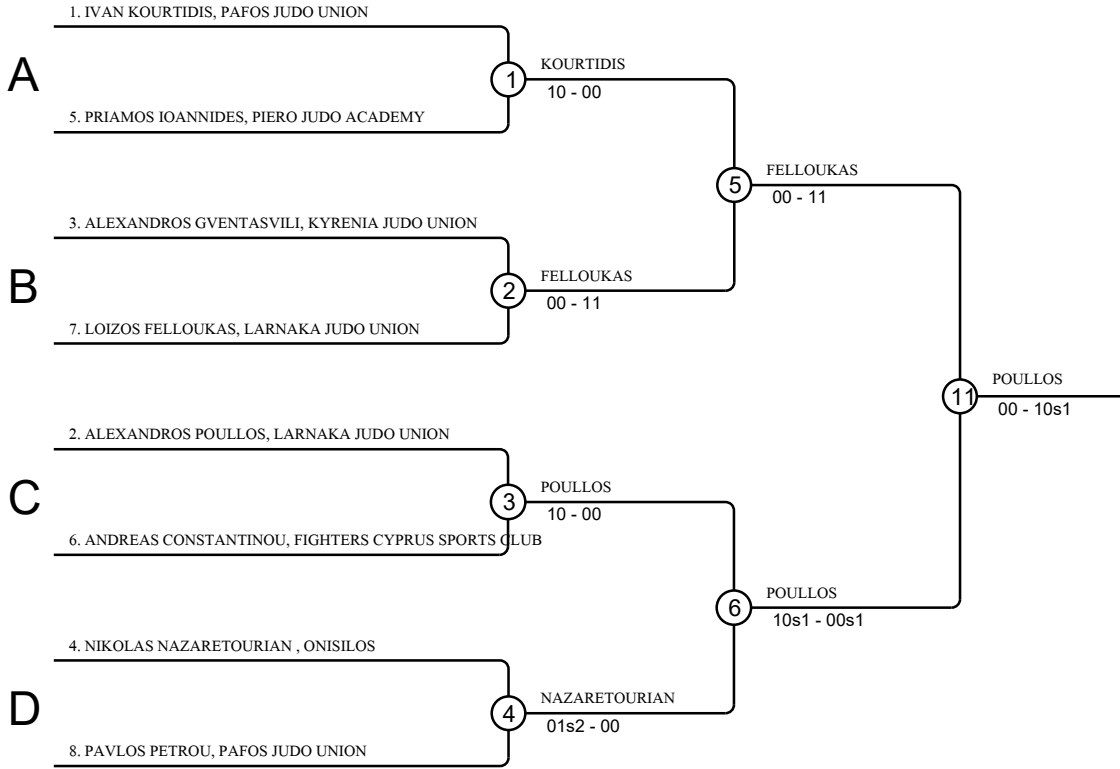 1. IVAN KOURTIDIS, PAFOS JUDO UNION
A
1
KOURTIDIS
10 - 00
5. PRIAMOS IOANNIDES, PIERO JUDO ACADEMY
5
FELLOUKAS
00 - 11
3. ALEXANDROS GVENTASVILI, KYRENIA JUDO UNION
B
2
FELLOUKAS
00 - 11
7. LOIZOS FELLOUKAS, LARNAKA JUDO UNION
11
POULLOS
00 - 10s1
2. ALEXANDROS POULLOS, LARNAKA JUDO UNION
C
3
POULLOS
10 - 00
6. ANDREAS CONSTANTINOU, FIGHTERS CYPRUS SPORTS CLUB
6
POULLOS
10s1 - 00s1
4. NIKOLAS NAZARETOURIAN , ONISILOS
D
4
NAZARETOURIAN
01s2 - 00
8. PAVLOS PETROU, PAFOS JUDO UNION